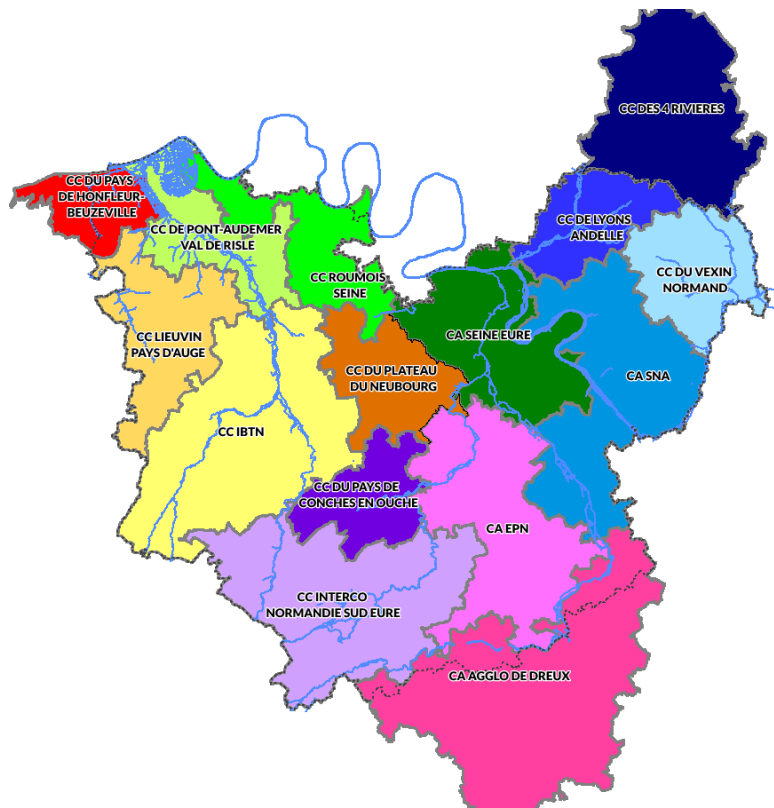 CC DES 4 RIVIERES
CC DU PAYS
DE HONFLEUR-
BEUZEVILLE
CC DE PONT-AUDEMER
VAL DE RISLE
CC DE LYONS
ANDELLE
CC DU VEXIN
NORMAND
CC ROUMOIS
SEINE
CC LIEUVIN
PAYS D'AUGE
CA SEINE EURE
CC DU PLATEAU
DU NEUBOURG
CA SNA
CC IBTN
CC DU PAYS DE
CONCHES EN OUCHE
CA EPN
CC INTERCO
NORMANDIE SUD EURE
CA AGGLO DE DREUX